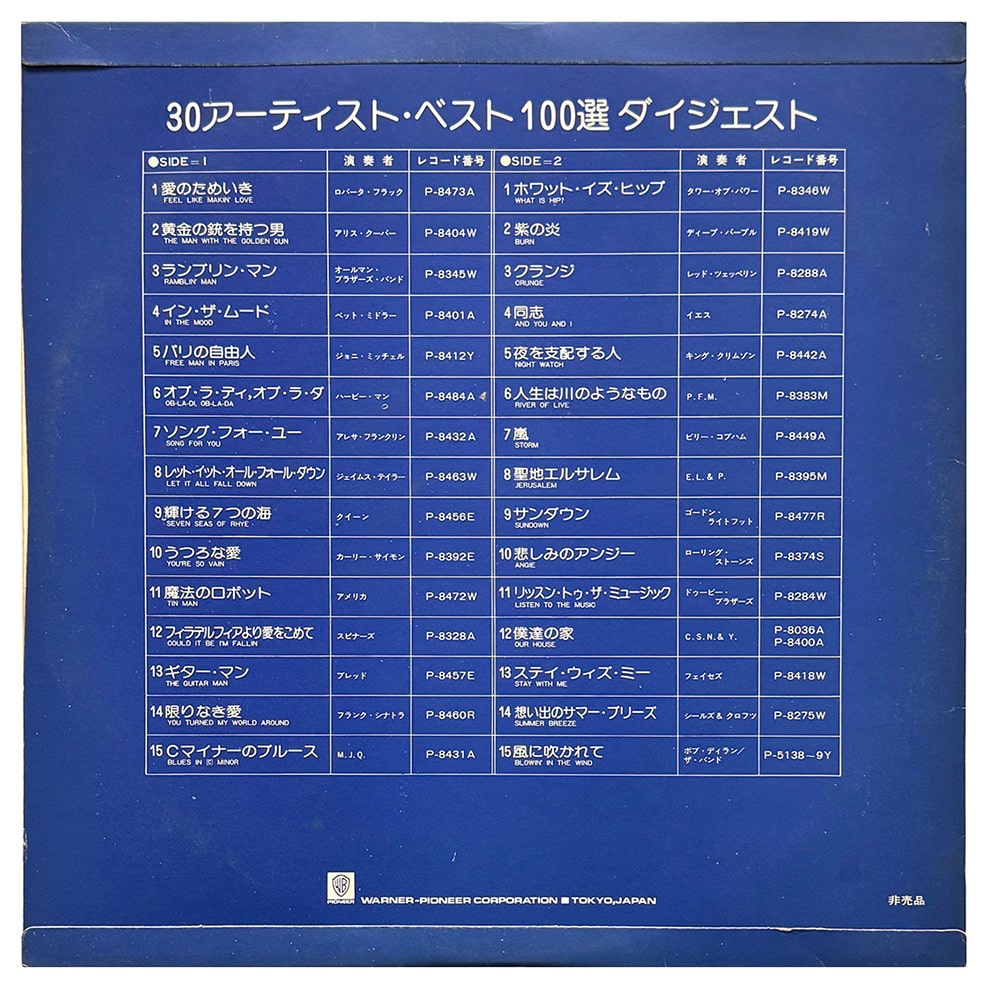 30アーティスト・ベスト100選 ダイジェスト
●SIDE=1 演奏者 レコード番号 ●SIDE=2 演奏者 レコード番号
1 愛のためいき ロバータ・フラック P-8473A 1 ホワット・イズ・ヒップ タワー・オブ・パワー P-8346W
FEEL LIKE MAKIN' LOVE WHAT IS HIP?
2 黄金の銃を持つ男 アリス・クーパー P-8404W 2 紫の炎 ディープ・パープル P-8419W
THE MAN WITH THE GOLDEN GUN BURN
3 ランブリン・マン オールマン・ブラザーズ・バンド P-8345W 3 クランジ レッド・ツェッペリン P-8288A
RAMBLIN' MAN CRUNGE
4 イン・ザ・ムード ベット・ミドラー P-8401A 4 同志 イエス P-8274A
IN THE MOOD AND YOU AND I
5 パリの自由人 ジョニ・ミッチェル P-8412Y 5 夜を支配する人 キング・クリムゾン P-8442A
FREE MAN IN PARIS NIGHT WATCH
6 オブ・ラ・ディ,オブ・ラ・ダ ハービー・マン P-8484A 6 人生は川のようなもの P.F.M. P-8383M
OB-LA-DI, OB-LA-DA RIVER OF LIVE
7 ソング・フォー・ユー アレサ・フランクリン P-8432A 7 嵐 ビリー・コブハム P-8449A
SONG FOR YOU STORM
8 レット・イット・オール・フォール・ダウン ジェイムス・テイラー P-8463W 8 聖地エルサレム E.L.& P. P-8395M
LET IT ALL FALL DOWN JERUSALEM
9 輝ける7つの海 クイーン P-8456E 9 サンダウン ゴードン・ライトフット P-8477R
SEVEN SEAS OF RHYE SUNDOWN
10 うつろな愛 カーリー・サイモン P-8392E 10 悲しみのアンジー ローリング・ストーンズ P-8374S
YOU'RE SO VAIN ANGIE
11 魔法のロボット アメリカ P-8472W 11 リッスン・トゥ・ザ・ミュージック ドゥービー・ブラザーズ P-8284W
TIN MAN LISTEN TO THE MUSIC
12 フィラデルフィアより愛をこめて スピナーズ P-8328A 12 僕達の家 C.S.N.& Y. P-8036A P-8400A
COULD IT BE I'M FALLIN OUR HOUSE
13 ギター・マン ブレッド P-8457E 13 ステイ・ウィズ・ミー フェイセズ P-8418W
THE GUITAR MAN STAY WITH ME
14 限りなき愛 フランク・シナトラ P-8460R 14 想い出のサマー・ブリーズ シールズ & クロフツ P-8275W
YOU TURNED MY WORLD AROUND SUMMER BREEZE
15 Cマイナーのブルース M.J.Q. P-8431A 15 風に吹かれて ボブ・ディラン/ザ・バンド P-5138～9Y
BLUES IN (C) MINOR BLOWIN' IN THE WIND
WB PIONEER WARNER-PIONEER CORPORATION ■ TOKYO, JAPAN 非売品